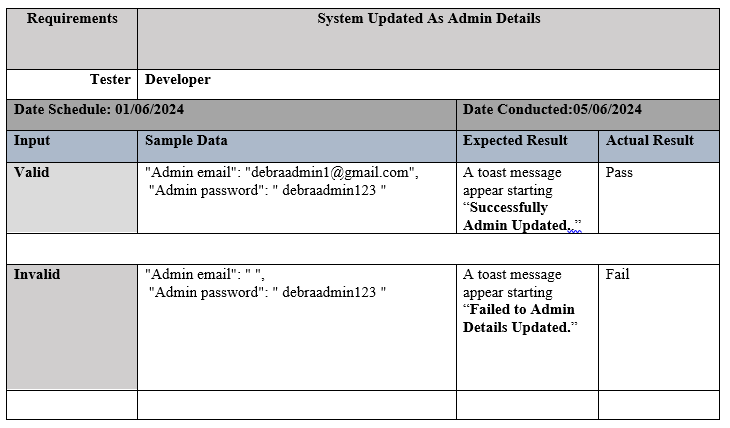 Requirements
System Updated As Admin Details
Tester
Developer
Date Schedule: 01/06/2024
Date Conducted:05/06/2024
Input
Sample Data
Expected Result
Actual Result
Valid
"Admin email": "debraadmin1@gmail.com",
"Admin password": " debraadmin123 "
A toast message
appear starting
“Successfully
Admin Updated..”
Pass
Invalid
"Admin email": " ",
"Admin password": " debraadmin123 "
A toast message
appear starting
“Failed to Admin
Details Updated.”
Fail